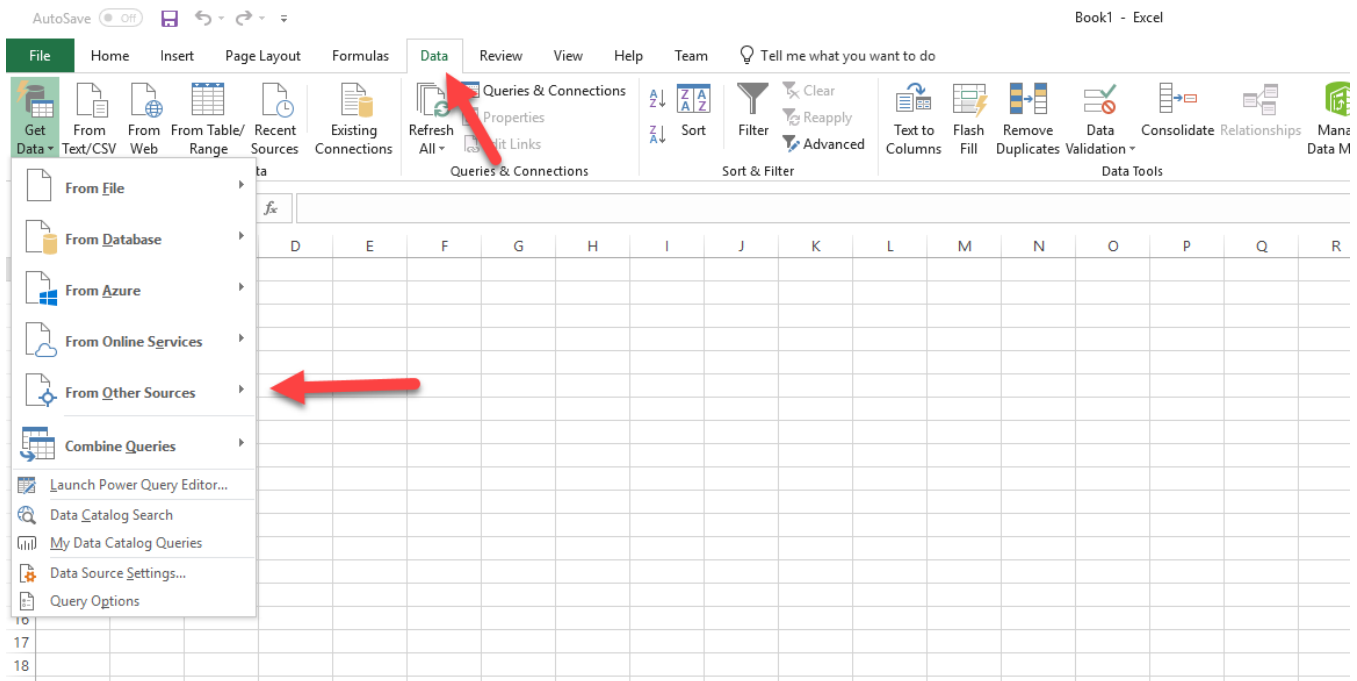 AutoSave Off
Book1 - Excel
File Home Insert Page Layout Formulas Data Review View Help Team Tell me what you want to do
Get Data
From Text/CSV
From Web
From Table/ Range
Recent Sources
Existing Connections
Refresh All
Queries & Connections
Properties
Links
Queries & Connections
Sort
Filter
Clear
Reapply
Advanced
Sort & Filter
Text to Columns
Flash Fill
Remove Duplicates
Data Validation
Consolidate
Relationships
Data Tools
From File
From Database
From Azure
From Online Services
From Other Sources
Combine Queries
Launch Power Query Editor...
Data Catalog Search
My Data Catalog Queries
Data Source Settings...
Query Options
fx
D E F G H I J K L M N O P Q R
16
17
18